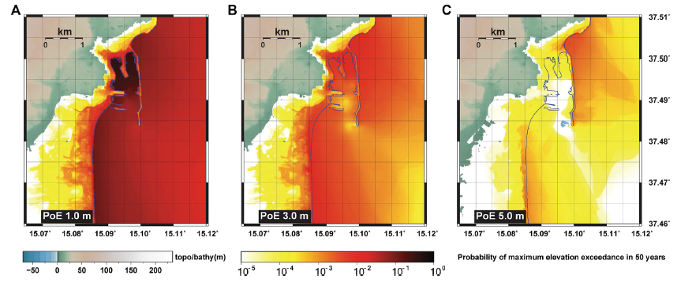 A
B
C
km
0 1
km
0 1
km
0 1
37.51°
37.50°
37.49°
37.48°
37.47°
37.46°
PoE 1.0 m
PoE 3.0 m
PoE 5.0 m
15.07° 15.08° 15.09° 15.10° 15.11° 15.12°
15.07° 15.08° 15.09° 15.10° 15.11° 15.12°
15.07° 15.08° 15.09° 15.10° 15.11° 15.12°
topo/bathy(m)
-50 0 50 100 150 200
10-5 10-4 10-3 10-2 10-1 100
Probability of maximum elevation exceedance in 50 years